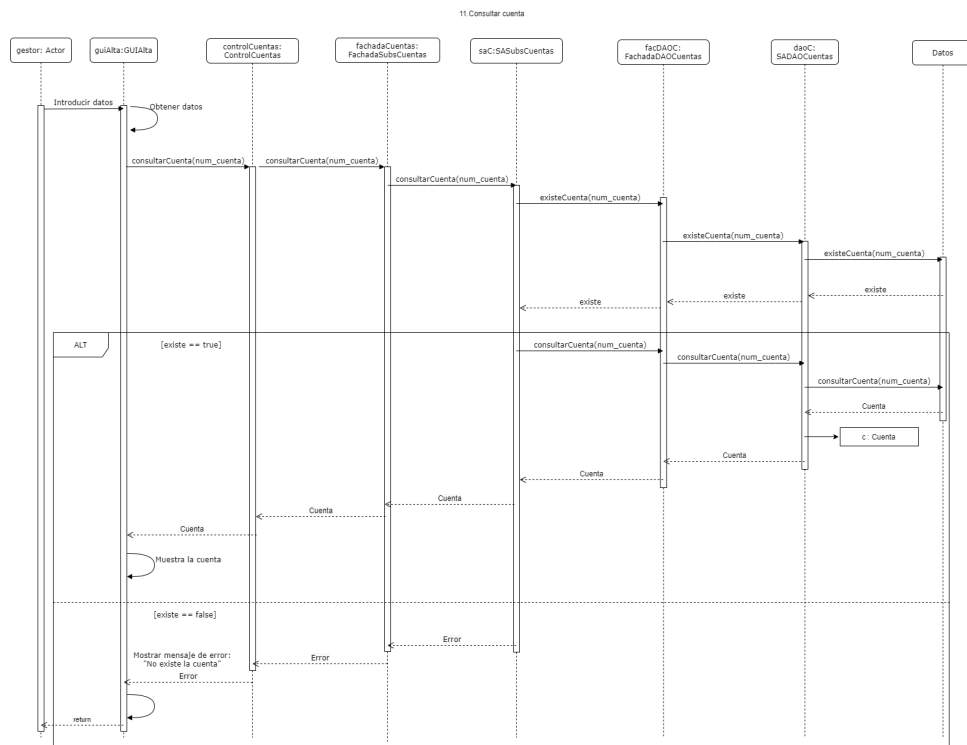 11.Consultar cuenta
gestor: Actor
guiAlta:GUIAlta
controlCuentas:
ControlCuentas
fachadaCuentas:
FachadaSubsCuentas
saC:SASubsCuentas
facDAOC:
FachadaDAOCuentas
daoC:
SADAOCuentas
Datos
Introducir datos
Obtener datos
consultarCuenta(num_cuenta)
consultarCuenta(num_cuenta)
consultarCuenta(num_cuenta)
existeCuenta(num_cuenta)
existeCuenta(num_cuenta)
existeCuenta(num_cuenta)
existe
existe
existe
ALT
[existe == true]
consultarCuenta(num_cuenta)
consultarCuenta(num_cuenta)
consultarCuenta(num_cuenta)
Cuenta
c : Cuenta
Cuenta
Cuenta
Cuenta
Cuenta
Cuenta
Muestra la cuenta
[existe == false]
Error
Error
Mostrar mensaje de error:
"No existe la cuenta"
Error
return